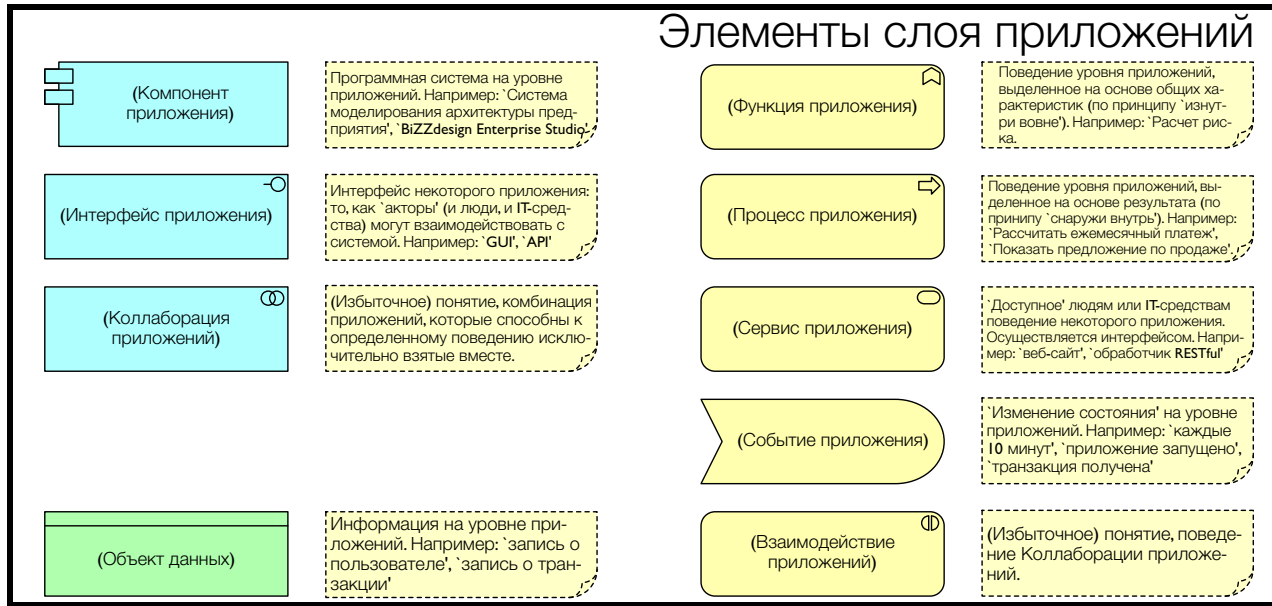 Элементы слоя приложений
(Компонент
приложения)
Программная система на уровне
приложений. Например: `Система
моделирования архитектуры пред-
приятия', `BiZZdesign Enterprise Studio'
(Интерфейс приложения)
Интерфейс некоторого приложения:
то, как `акторы' (и люди, и IT-сред-
ства) могут взаимодействовать с
системой. Например: `GUI', `API'
(Коллаборация
приложений)
(Избыточное) понятие, комбинация
приложений, которые способны к
определенному поведению исклю-
чительно взятые вместе.
(Объект данных)
Информация на уровне при-
ложений. Например: `запись о
пользователе', `запись о тран-
закции'
(Функция приложения)
Поведение уровня приложений,
выделенное на основе общих ха-
рактеристик (по принципу `изнут-
ри вовне'). Например: `Расчет рис-
ка.
(Процесс приложения)
Поведение уровня приложений, вы-
деленное на основе результата (по
принипу `снаружи внутрь'). Например:
`Рассчитать ежемесячный платеж',
`Показать предложение по продаже'.
(Сервис приложения)
`Доступное' людям или IT-средствам
поведение некоторого приложения.
Осуществляется интерфейсом. Напри-
мер: `веб-сайт', `обработчик RESTful'
(Событие приложения)
`Изменение состояния' на уровне
приложений. Например: `каждые
10 минут', `приложение запущено',
`транзакция получена'
(Взаимодействие
приложений)
(Избыточное) понятие, поведе-
ние Коллаборации приложе-
ний.